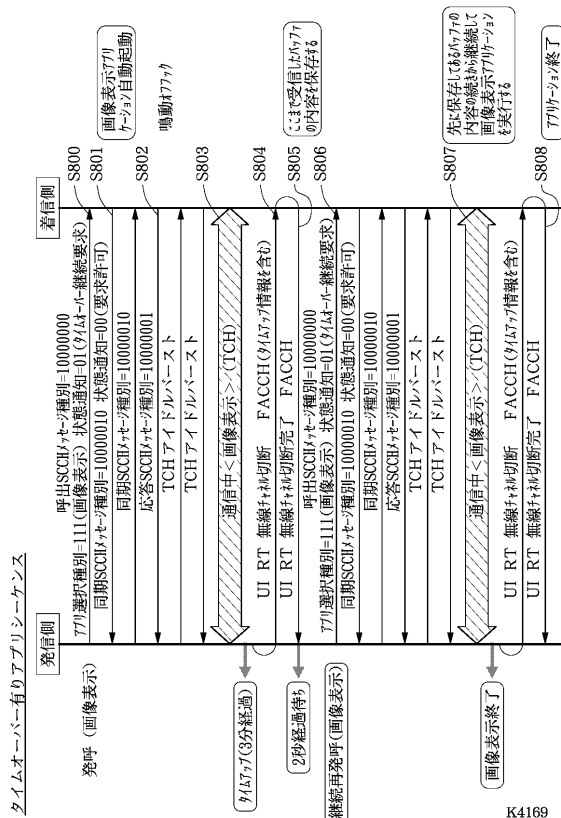 タイムオーバー有りアプリシーケンス
発信側
着信側
発呼 (画像表示)
呼出SCCHメッセージ種別=10000000
アプリ選択種別=111(画像表示) 状態通知=01(タイムオーバー継続要求)
S800
同期SCCHメッセージ種別=10000010 状態通知=00(要求許可)
S801
画像表示アプリ
ケーション自動起動
同期SCCHメッセージ種別=10000010
S802
応答SCCHメッセージ種別=10000001
鳴動オフフック
TCHアイドルバースト
TCHアイドルバースト
S803
通信中<画像表示>(TCH)
タイムアップ(3分経過)
UI RT 無線チャネル切断 FACCH(タイムアップ情報を含む)
S804
UI RT 無線チャネル切断完了 FACCH
S805
ここまで受信したバッファ
の内容を保存する
2秒経過待ち
継続再発呼(画像表示)
呼出SCCHメッセージ種別=10000000
アプリ選択種別=111(画像表示) 状態通知=01(タイムオーバー継続要求)
S806
同期SCCHメッセージ種別=10000010 状態通知=00(要求許可)
同期SCCHメッセージ種別=10000010
応答SCCHメッセージ種別=10000001
TCHアイドルバースト
TCHアイドルバースト
通信中<画像表示>(TCH)
S807
先に保存してあるバッファの
内容の続きから継続して
画像表示アプリケーション
を実行する
画像表示終了
UI RT 無線チャネル切断 FACCH(タイムアップ情報を含む)
UI RT 無線チャネル切断完了 FACCH
S808
アプリケーション終了
K4169